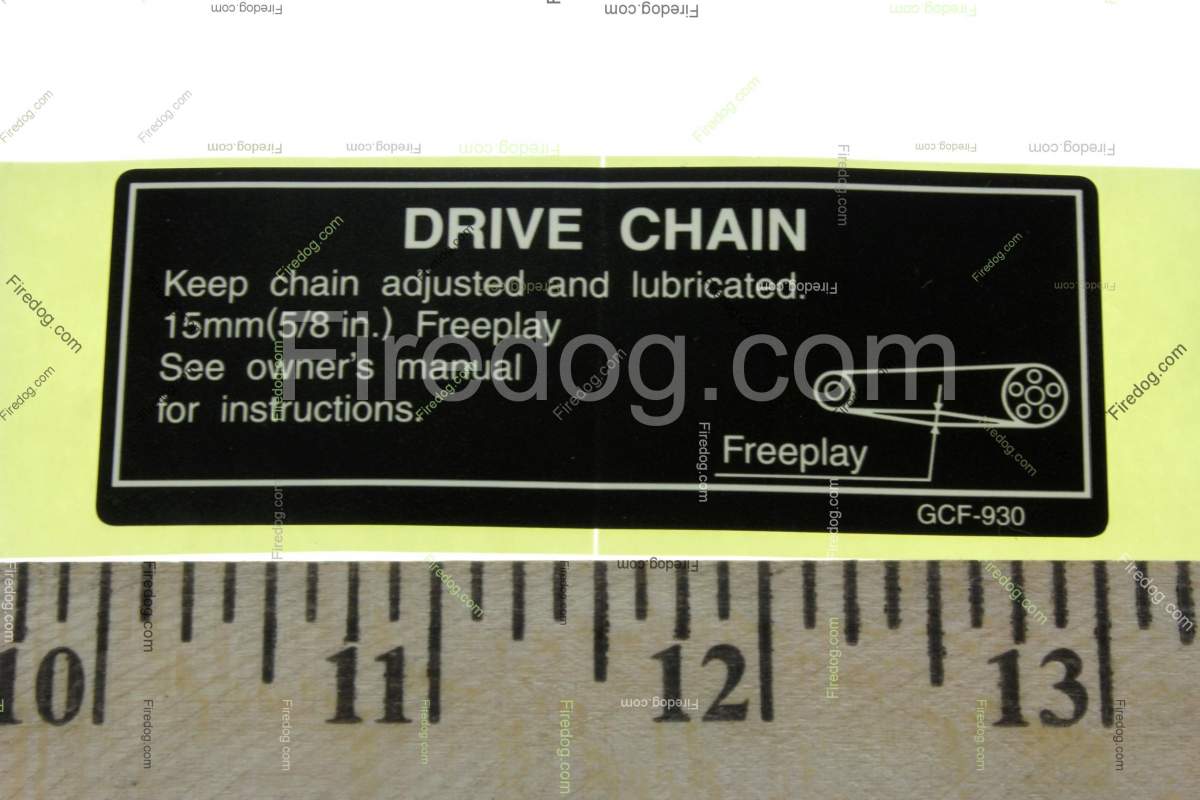 DRIVE CHAIN
Keep chain adjusted and lubricated.
15mm(5/8 in.) Freeplay
See owner's manual
for instructions.
Freeplay
GCF-930
Firedog.com
10 11 12 13